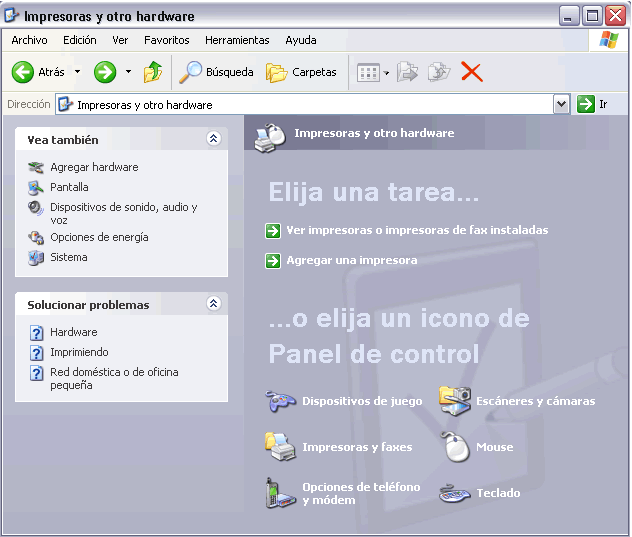 Impresoras y otro hardware
Archivo Edición Ver Favoritos Herramientas Ayuda
Atrás Búsqueda Carpetas
Dirección Impresoras y otro hardware Ir
Vea también
Agregar hardware
Pantalla
Dispositivos de sonido, audio y
voz
Opciones de energía
Sistema
Solucionar problemas
Hardware
Imprimiendo
Red doméstica o de oficina
pequeña
Impresoras y otro hardware
Elija una tarea...
Ver impresoras o impresoras de fax instaladas
Agregar una impresora
...o elija un icono de
Panel de control
Dispositivos de juego Escáneres y cámaras
Impresoras y faxes Mouse
Opciones de teléfono
y módem
Teclado